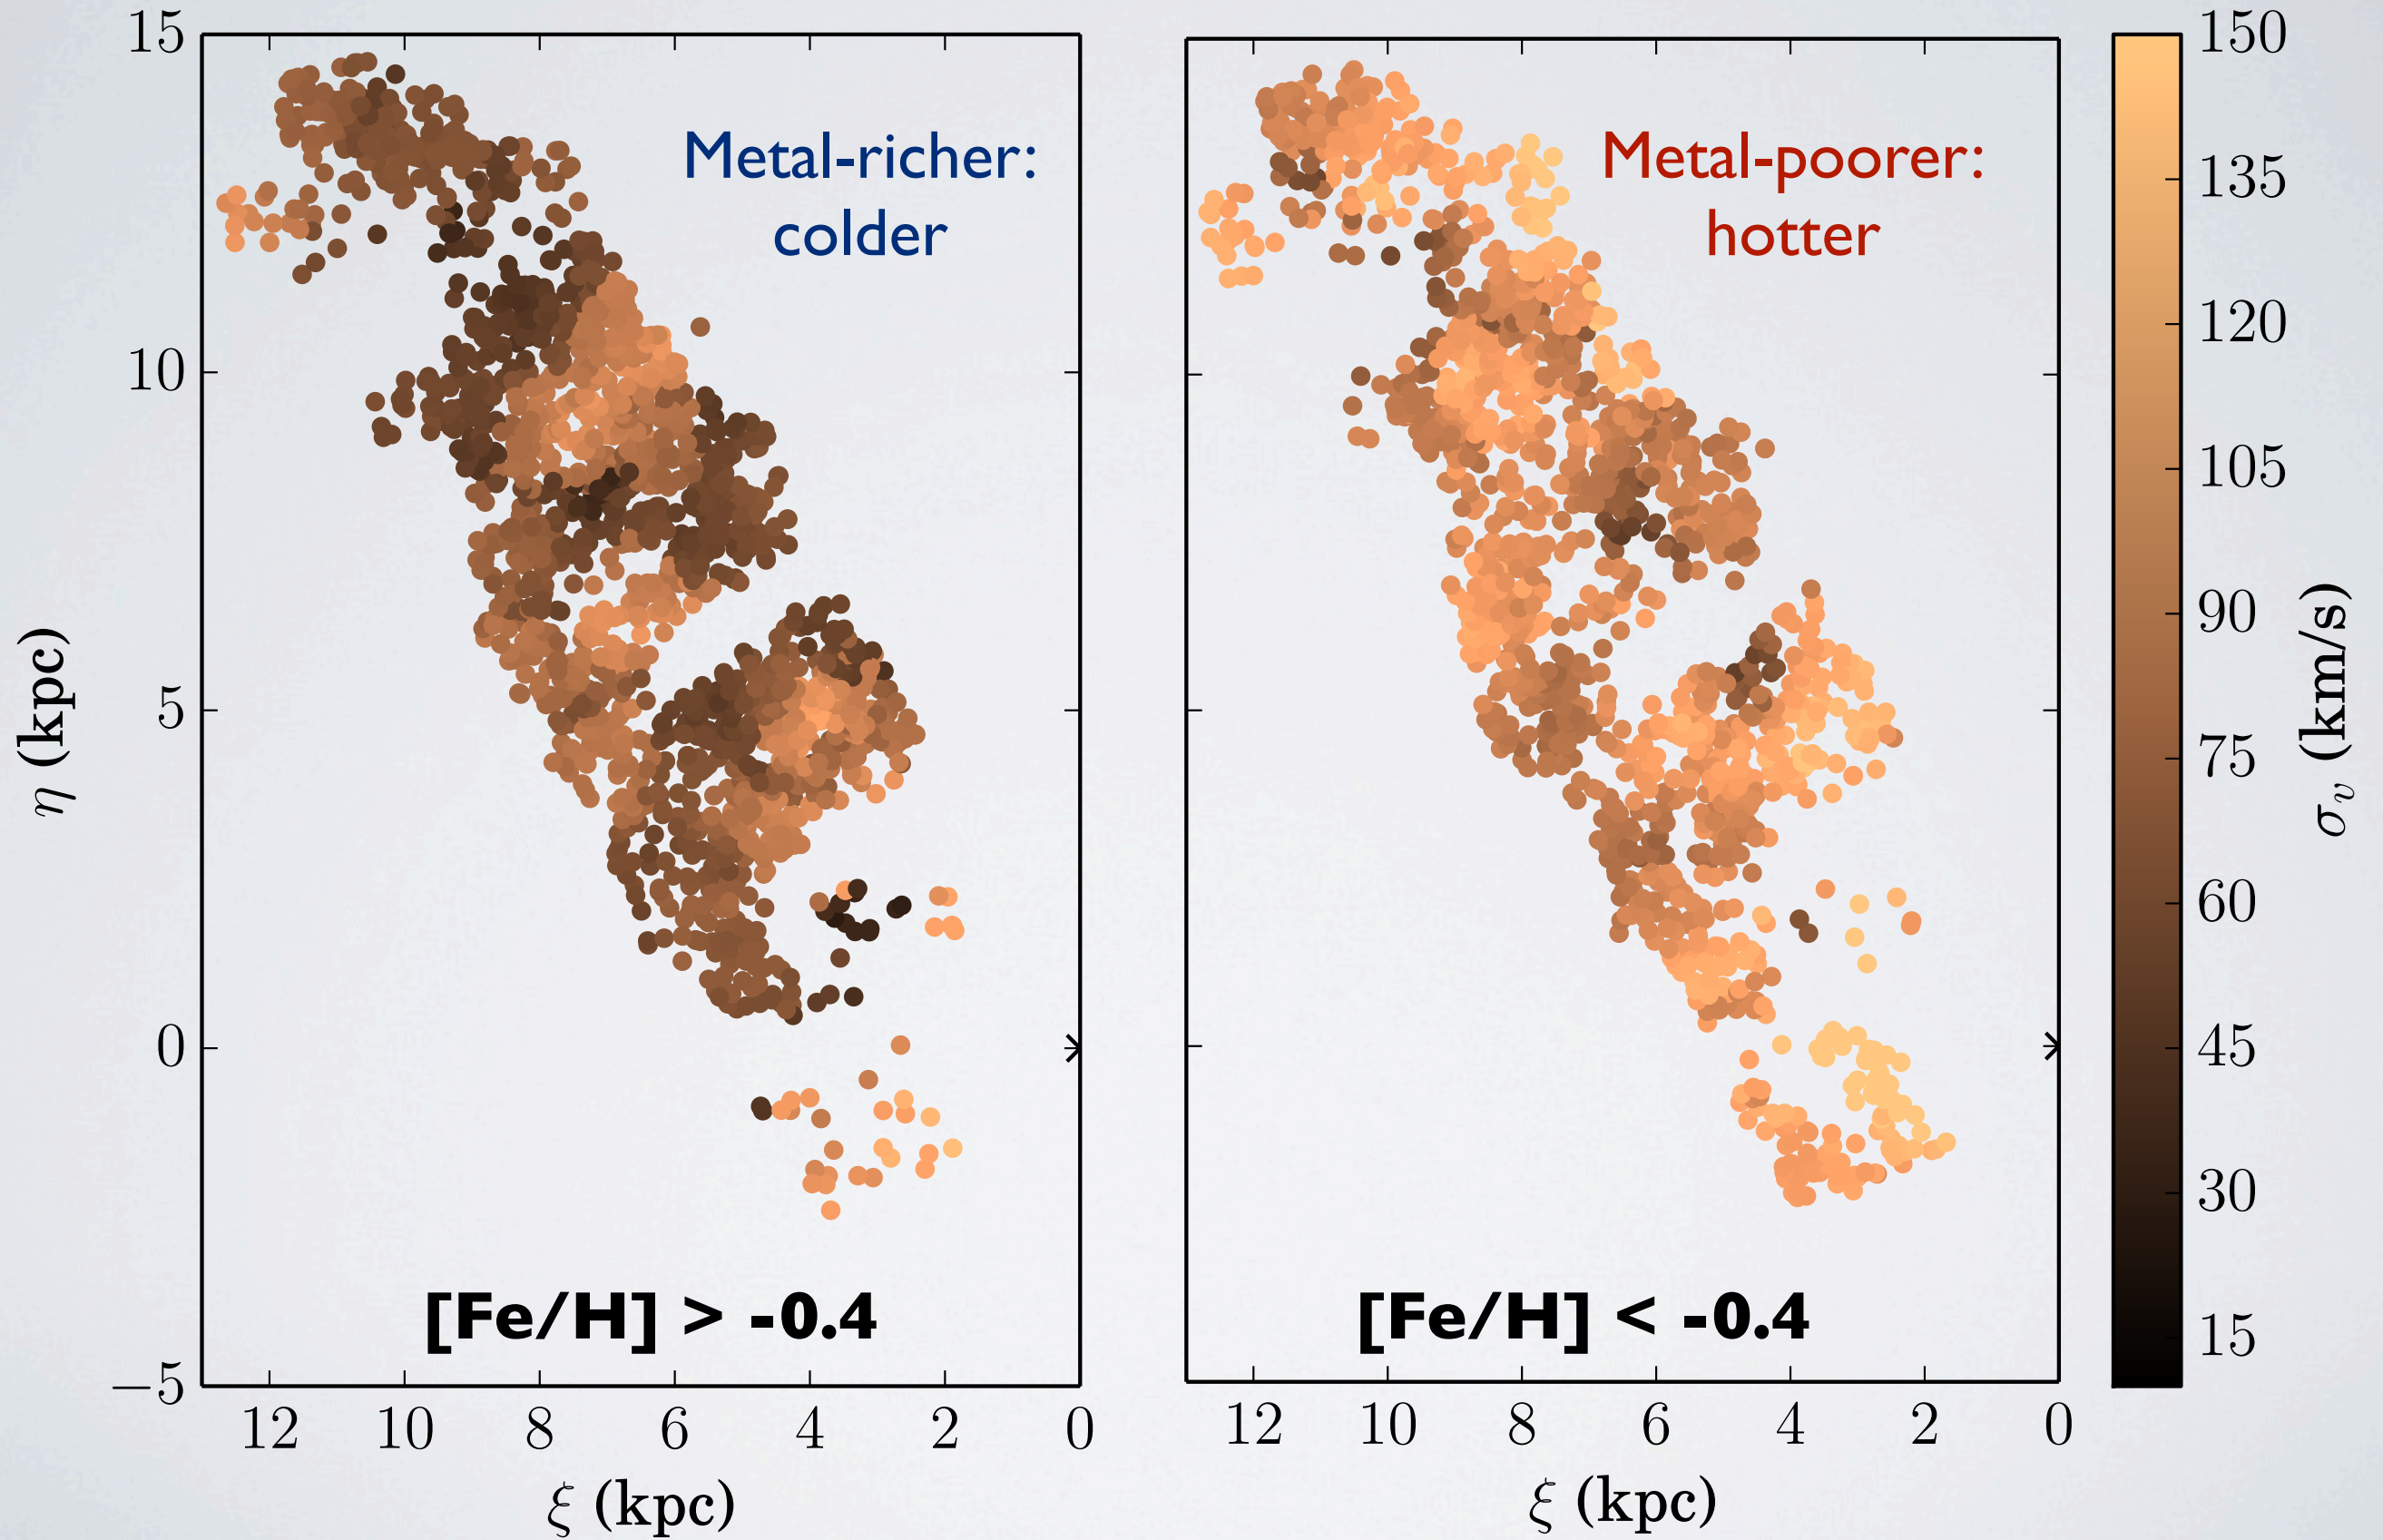 15
10
5
0
−5
η (kpc)
Metal-richer:
colder
[Fe/H] > -0.4
12 10 8 6 4 2 0
ξ (kpc)
Metal-poorer:
hotter
[Fe/H] < -0.4
12 10 8 6 4 2 0
ξ (kpc)
150
135
120
105
90
75
60
45
30
15
σv (km/s)